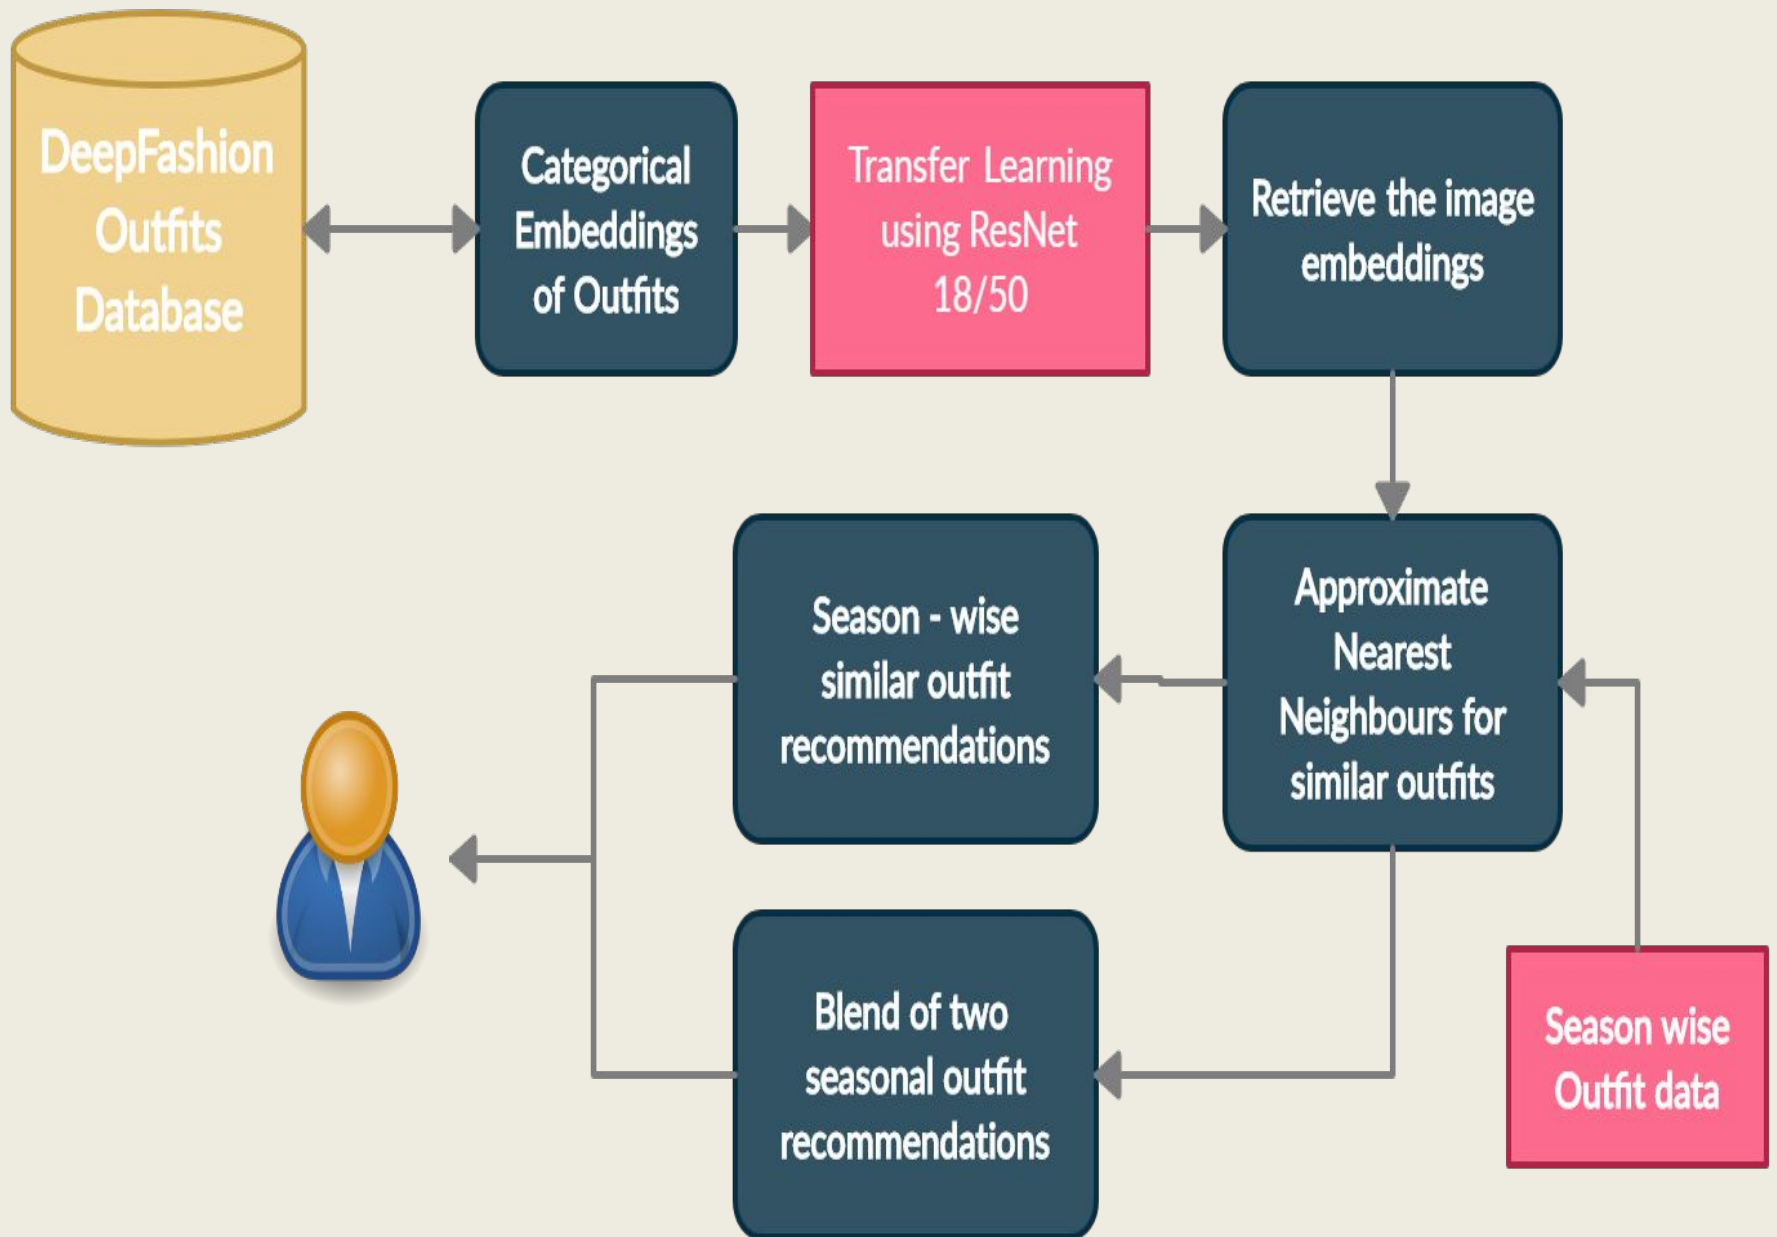 DeepFashion
Outfits
Database
Categorical
Embeddings
of Outfits
Transfer Learning
using ResNet
18/50
Retrieve the image
embeddings
Approximate
Nearest
Neighbours for
similar outfits
Season - wise
similar outfit
recommendations
Blend of two
seasonal outfit
recommendations
Season wise
Outfit data